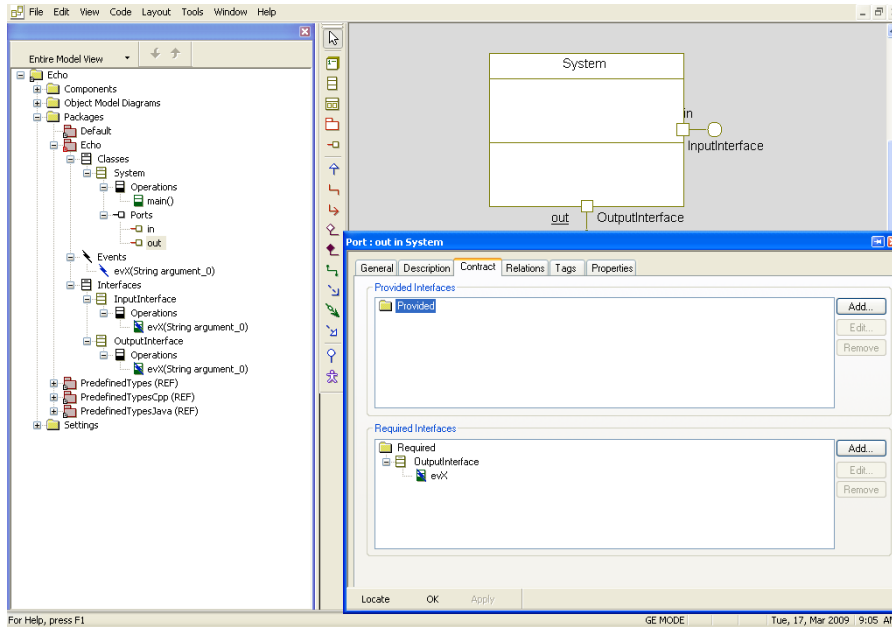 File Edit View Code Layout Tools Window Help
Entire Model View
Echo
Components
Object Model Diagrams
Packages
Default
Echo
Classes
System
Operations
main()
Ports
in
out
Events
evX(String argument_0)
Interfaces
InputInterface
Operations
evX(String argument_0)
OutputInterface
Operations
evX(String argument_0)
PredefinedTypes (REF)
PredefinedTypesCpp (REF)
PredefinedTypesJava (REF)
Settings
System
in
InputInterface
out OutputInterface
Port : out in System
General Description Contract Relations Tags Properties
Provided Interfaces
Provided
Add...
Edit...
Remove
Required Interfaces
Required
OutputInterface
evX
Add...
Edit...
Remove
Locate OK Apply
For Help, press F1 GE MODE Tue, 17, Mar 2009 9:05 AM